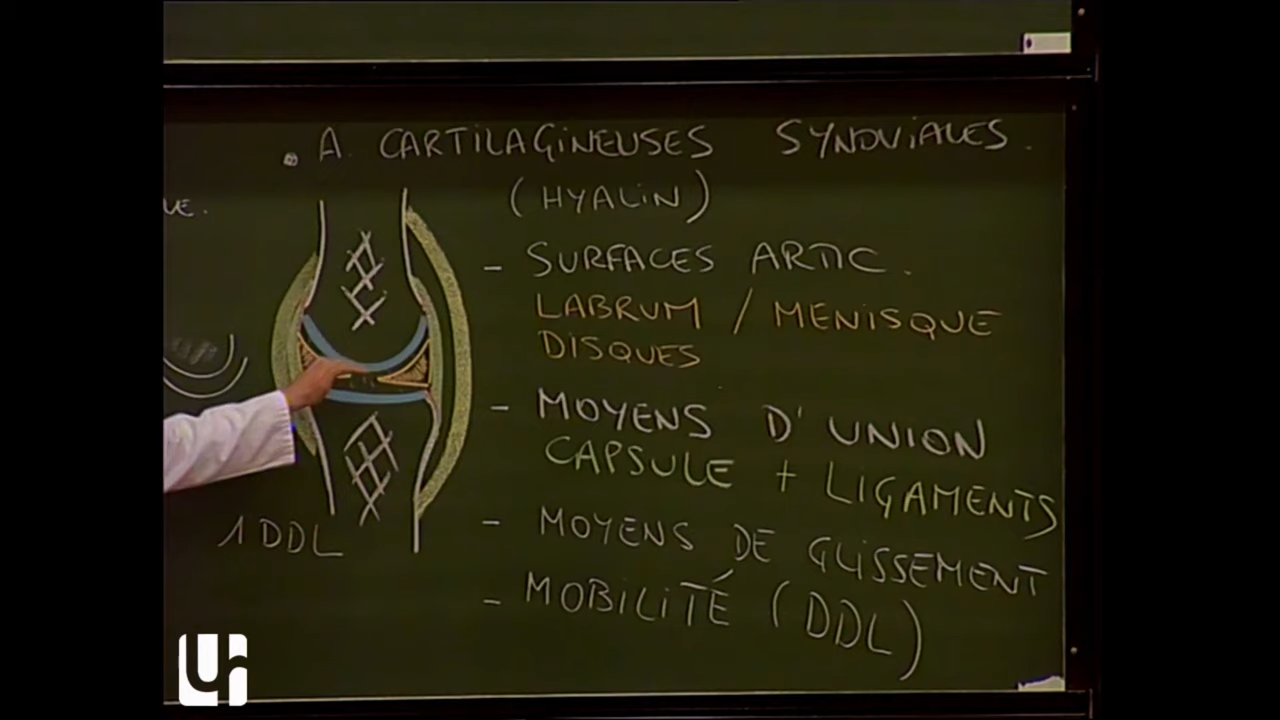 . A. CARTILAGINEUSES SYNOVIALES.
(HYALIN)
- SURFACES ARTIC.
LABRUM / MENISQUE
DISQUES
- MOYENS D'UNION
CAPSULE + LIGAMENTS
- MOYENS DE GLISSEMENT
- MOBILITÉ (DDL)
1 DDL